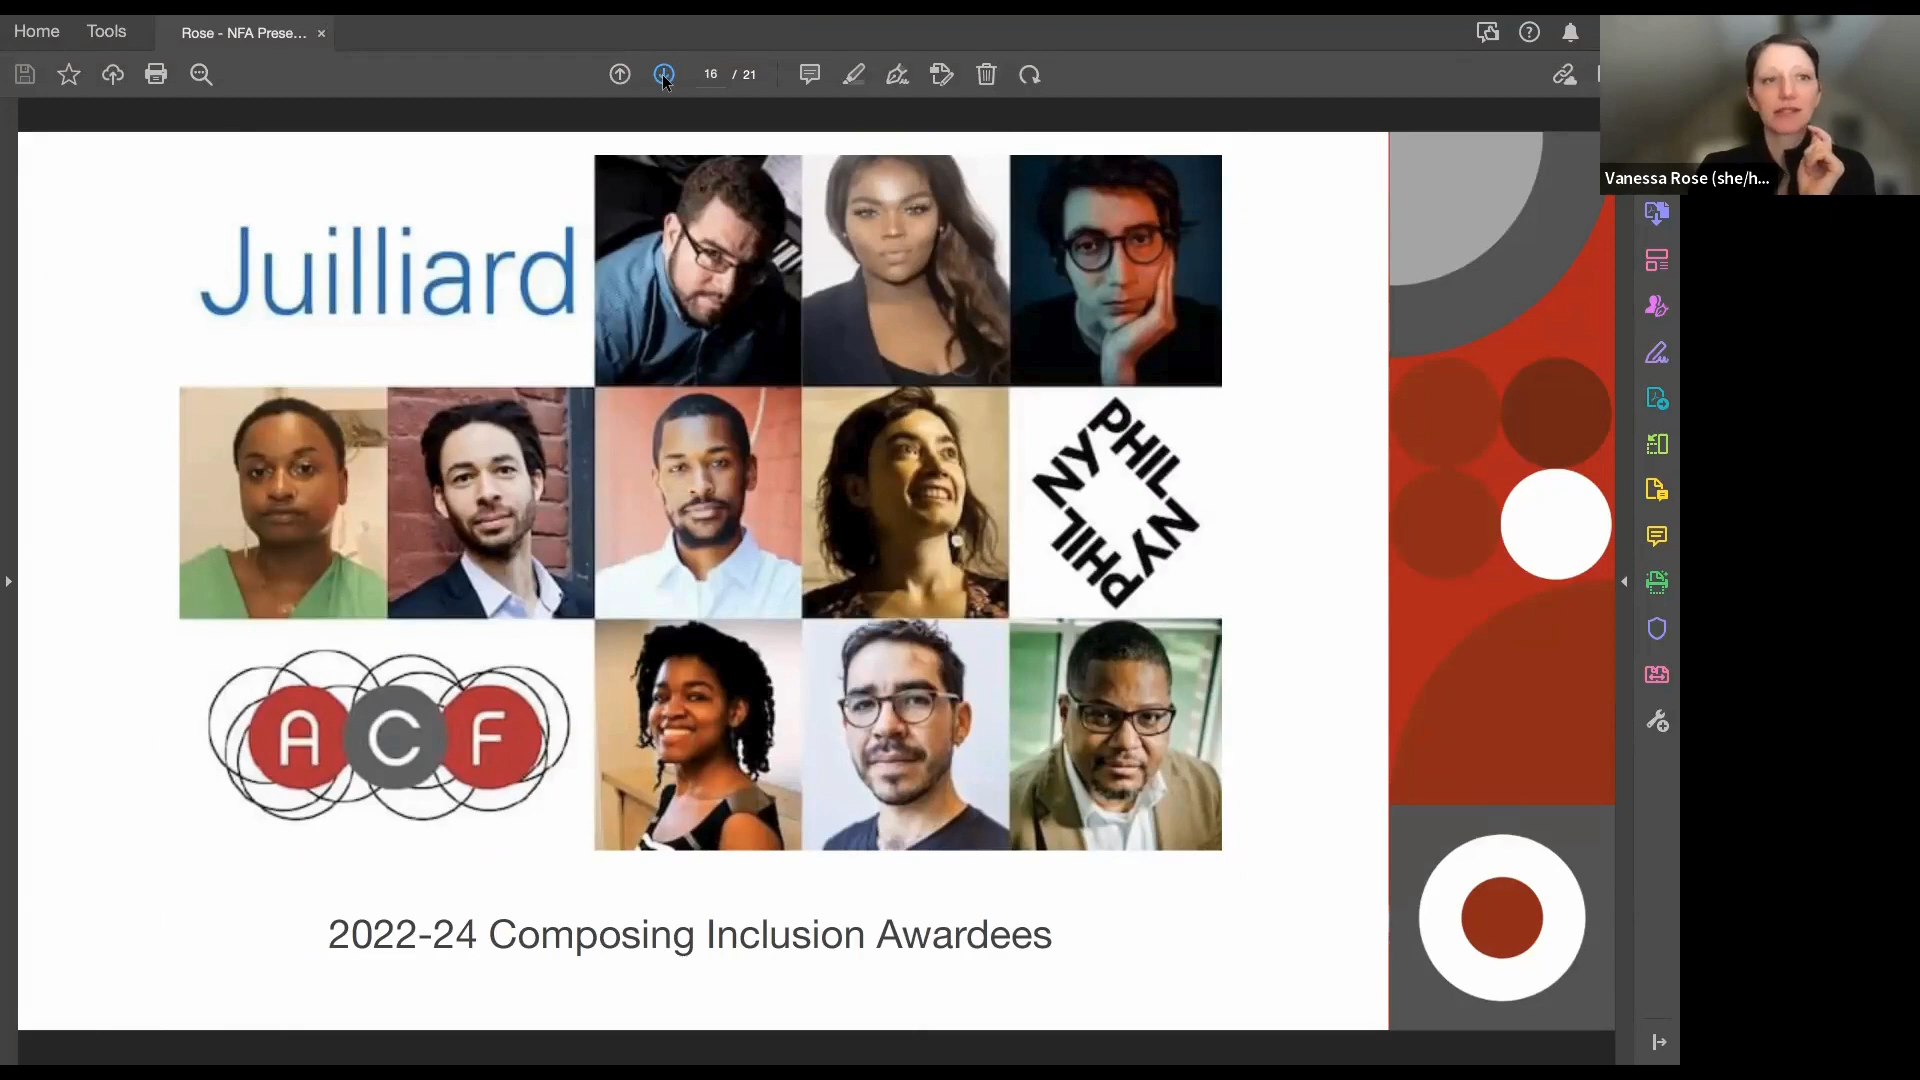 Home
Tools
Rose - NFA Prese... ×
16 / 21
Vanessa Rose (she/h...
Juilliard
NY PHIL
NY PHIL
A C F
2022-24 Composing Inclusion Awardees